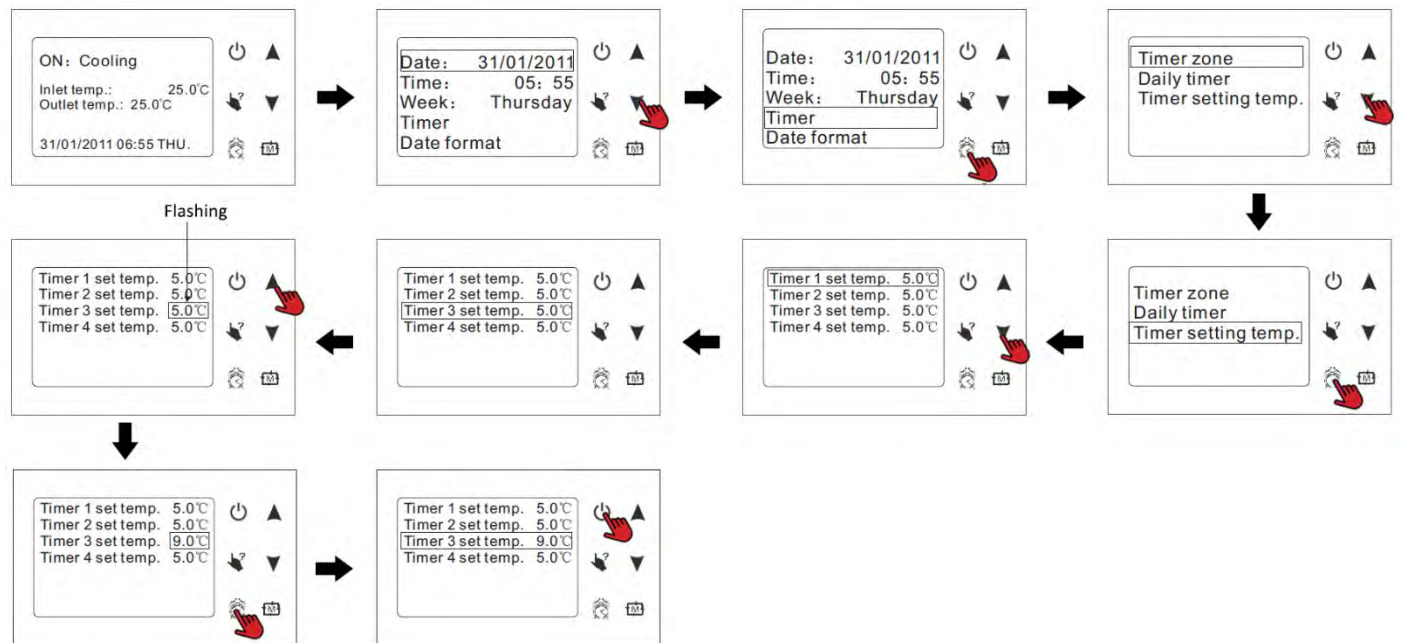 ON: Cooling
Inlet temp.: 25.0℃
Outlet temp.: 25.0℃
31/01/2011 06:55 THU.
Date: 31/01/2011
Time: 05: 55
Week: Thursday
Timer
Date format
Date: 31/01/2011
Time: 05: 55
Week: Thursday
Timer
Date format
Timer zone
Daily timer
Timer setting temp.
Flashing
Timer 1 set temp. 5.0℃
Timer 2 set temp. 5.0℃
Timer 3 set temp. 5.0℃
Timer 4 set temp. 5.0℃
Timer 1 set temp. 5.0℃
Timer 2 set temp. 5.0℃
Timer 3 set temp. 5.0℃
Timer 4 set temp. 5.0℃
Timer 1 set temp. 5.0℃
Timer 2 set temp. 5.0℃
Timer 3 set temp. 5.0℃
Timer 4 set temp. 5.0℃
Timer zone
Daily timer
Timer setting temp.
Timer 1 set temp. 5.0℃
Timer 2 set temp. 5.0℃
Timer 3 set temp. 9.0℃
Timer 4 set temp. 5.0℃
Timer 1 set temp. 5.0℃
Timer 2 set temp. 5.0℃
Timer 3 set temp. 9.0℃
Timer 4 set temp. 5.0℃